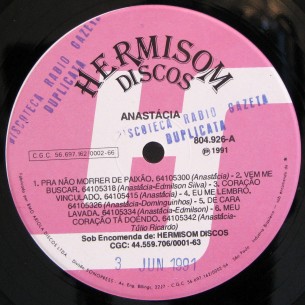 HERMISOM
DISCOS
DISCOTECA RADIO GAZETA
DUPLICATA
ANASTÁCIA
DISCOTECA RADIO GAZETA
DUPLICATA
804.926-A
Ⓟ 1991
C.G.C. 56.697.162/0002-66
1. PRA NÃO MORRER DE PAIXÃO, 64105300 (Anastácia) - 2. VEM ME
BUSCAR, 64105318 (Anastácia-Edmilson Silva) - 3. CORAÇÃO
VINCULADO, 64105415 (Anastácia) - 4. EU ME LEMBRO,
64105326 (Anastácia-Dominguinhos) - 5. DE CARA
LAVADA, 64105334 (Anastácia-Edmilson) - 6. MEU
CORAÇÃO TÁ DOENDO, 64105342 (Anastácia-
Túlio Ricardo)
Sob Encomenda de: HERMISOM DISCOS
CGC: 44.559.706/0001-63
3 JUN 1991